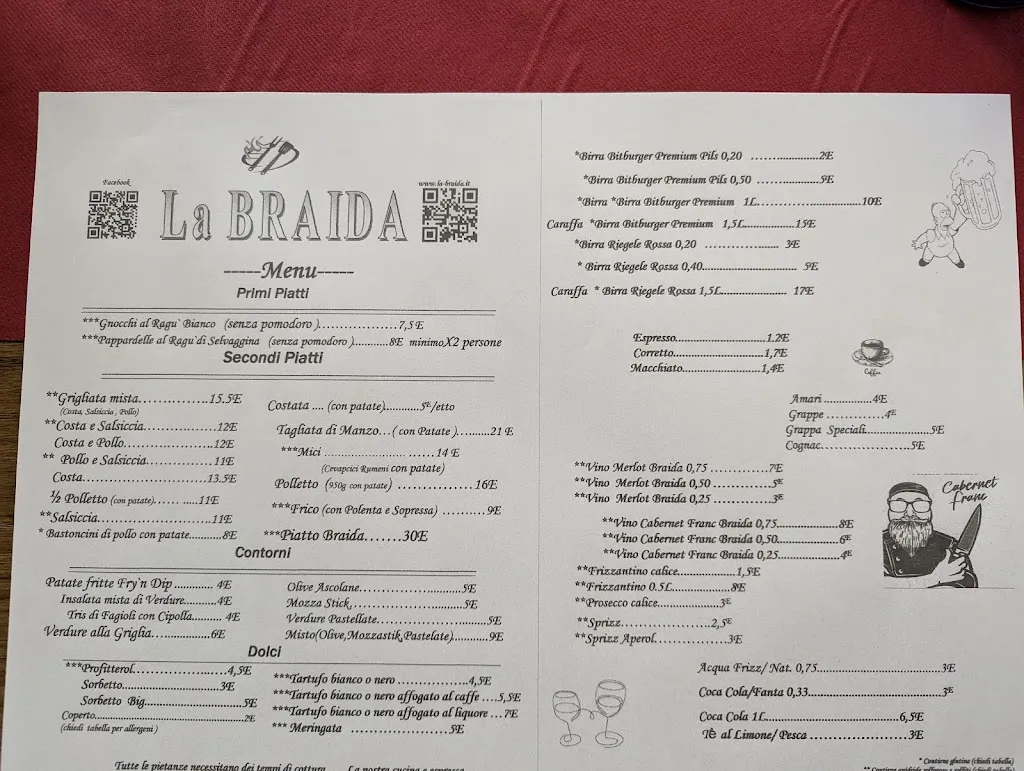 Facebook
www.la-braida.it
La BRAIDA
-----Menu-----
Primi Piatti
***Gnocchi al Ragu` Bianco (senza pomodoro )..................7,5E
***Pappardelle al Ragu`di Selvaggina (senza pomodoro )............8E minimoX2 persone
Secondi Piatti
**Grigliata mista................15.5E
(Costa, Salsiccia , Pollo)
**Costa e Salsiccia................12E
Costa e Pollo...................12E
** Pollo e Salsiccia...............11E
Costa..........................13.5E
½ Polletto (con patate)...... .....11E
**Salsiccia.........................11E
* Bastoncini di pollo con patate..........8E
Costata .... (con patate)...........5E/etto
Tagliata di Manzo...( con Patate )........21 E
***Mici ........................... 14 E
(Cevapcici Rumeni con patate)
Polletto (950g con patate) ............... 16E
***Frico (con Polenta e Sopressa) ..........9E
***Piatto Braida.......30E
Contorni
Patate fritte Fry`n Dip ............ 4E
Insalata mista di Verdure..........4E
Tris di Fagioli con Cipolla......... 4E
Verdure alla Griglia..................6E
Olive Ascolane..........................5E
Mozza Stick............................5E
Verdure Pastellate.........................5E
Misto(Olive,Mozzastik,Pastelate)...........9E
Dolci
***Profitterol....................4,5E
Sorbetto.........................3E
Sorbetto Big.........................5E
Coperto.............................2E
(chiedi tabella per allergeni )
***Tartufo bianco o nero ................4,5E
***Tartufo bianco o nero affogato al caffe ...5,5E
***Tartufo bianco o nero affogato al liquore ...7E
*** Meringata ....................5E
Tutte le pietanze necessitano dei tempi di cottura La nostra cucina e espressa
*Birra Bitburger Premium Pils 0,20 ...................2E
*Birra Bitburger Premium Pils 0,50 ..................5E
*Birra *Birra Bitburger Premium 1L..........................10E
Caraffa *Birra Bitburger Premium 1,5L..............15E
*Birra Riegele Rossa 0,20 .................... 3E
* Birra Riegele Rossa 0,40......................... 5E
Caraffa * Birra Riegele Rossa 1,5L................... 17E
Espresso.........................1.2E
Corretto........................1,7E
Macchiato.....................1,4E
Coffee
Amari .............4E
Grappe ..............4E
Grappa Speciali................5E
Cognac............................5E
**Vino Merlot Braida 0,75 ...............7E
**Vino Merlot Braida 0,50 ..............5E
**Vino Merlot Braida 0,25 ..............3E
**Vino Cabernet Franc Braida 0,75...............8E
**Vino Cabernet Franc Braida 0,50...............6E
**Vino Cabernet Franc Braida 0,25...............4E
**Frizzantino calice..................1,5E
**Frizzantino 0.5L..................8E
**Prosecco calice...................3E
**Sprizz.......................2,5E
**Sprizz Aperol.....................3E
Cabernet
franc
Acqua Frizz/ Nat. 0,75..................................3E
Coca Cola/Fanta 0,33....................................3E
Coca Cola 1L....................................6,5E
Tè al Limone/ Pesca .............................3E
* Contiene glutine (chiedi tabella)